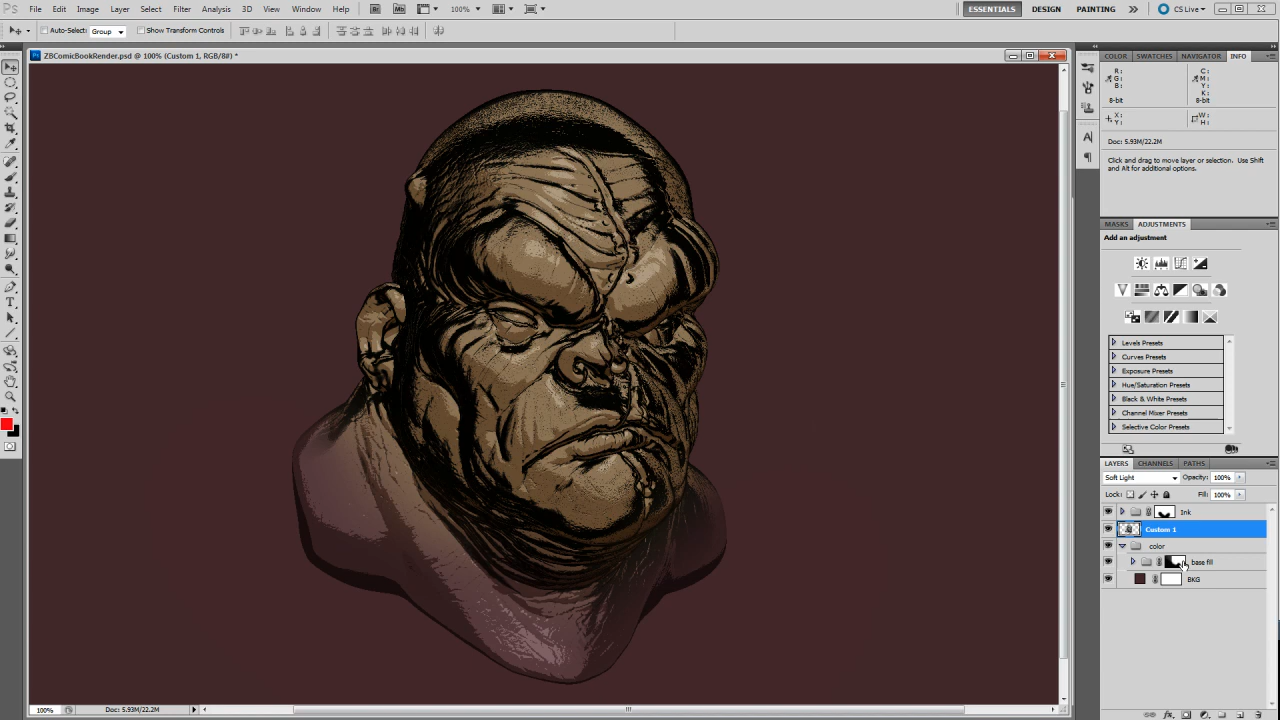 Ps File Edit Image Layer Select Filter Analysis 3D View Window Help Br Mb 100% ESSENTIALS DESIGN PAINTING CS Live
Auto-Select: Group Show Transform Controls
ZBComicBookRender.psd @ 100% (Custom 1, RGB/8#) *
COLOR SWATCHES NAVIGATOR INFO
R: C:
G: M:
B: Y:
K:
8-bit 8-bit
X: W:
Y: H:
Doc: 5.93M/22.2M
Click and drag to move layer or selection. Use Shift
and Alt for additional options.
MASKS ADJUSTMENTS
Add an adjustment
Levels Presets
Curves Presets
Exposure Presets
Hue/Saturation Presets
Black & White Presets
Channel Mixer Presets
Selective Color Presets
LAYERS CHANNELS PATHS
Soft Light Opacity: 100%
Lock: Fill: 100%
Ink
Custom 1
color
base fill
BKG
100% Doc: 5.93M/22.2M